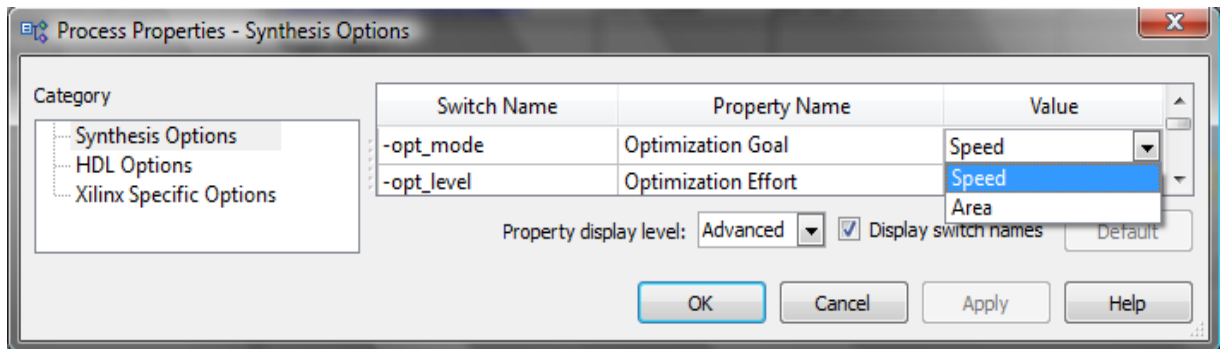 Process Properties - Synthesis Options
Category
Synthesis Options
HDL Options
Xilinx Specific Options
Switch Name Property Name Value
-opt_mode Optimization Goal Speed
-opt_level Optimization Effort
Speed
Area
Property display level: Advanced Display switch names Default
OK Cancel Apply Help